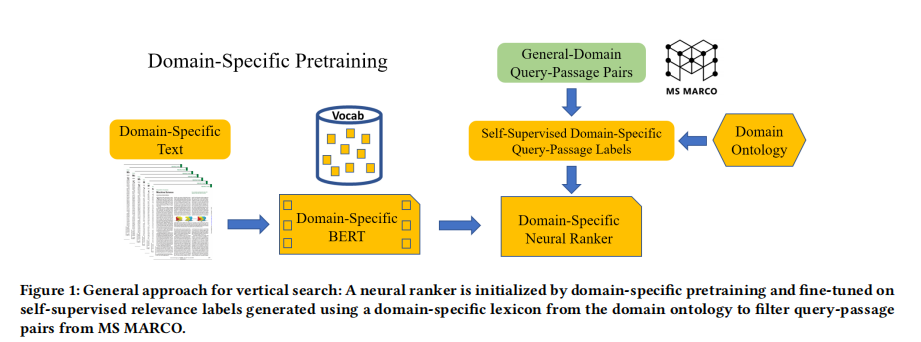 Domain-Specific Pretraining
General-Domain
Query-Passage Pairs
MS MARCO
Vocab
Domain-Specific
Text
Self-Supervised Domain-Specific
Query-Passage Labels
Domain
Ontology
Domain-Specific
BERT
Domain-Specific
Neural Ranker
Figure 1: General approach for vertical search: A neural ranker is initialized by domain-specific pretraining and fine-tuned on
self-supervised relevance labels generated using a domain-specific lexicon from the domain ontology to filter query-passage
pairs from MS MARCO.